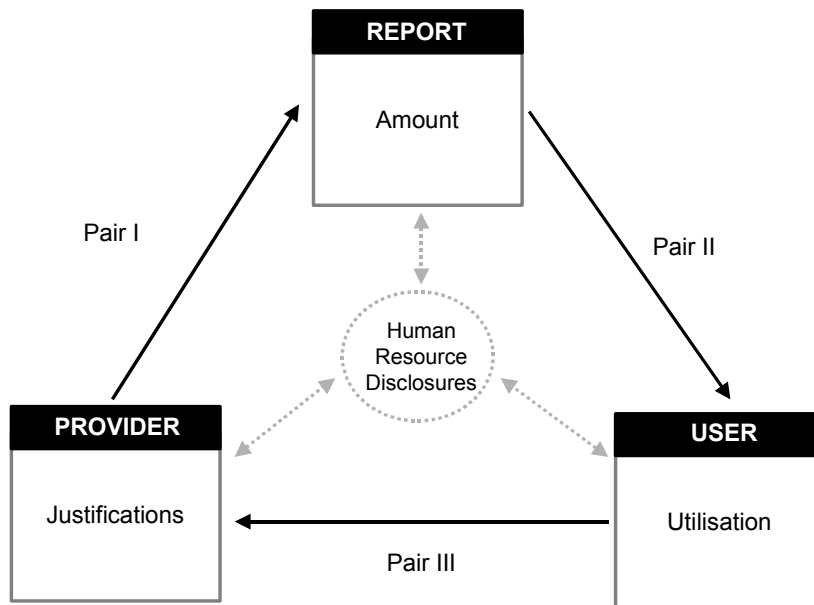 REPORT
Amount
Pair I
Pair II
Human
Resource
Disclosures
PROVIDER
Justifications
USER
Utilisation
Pair III